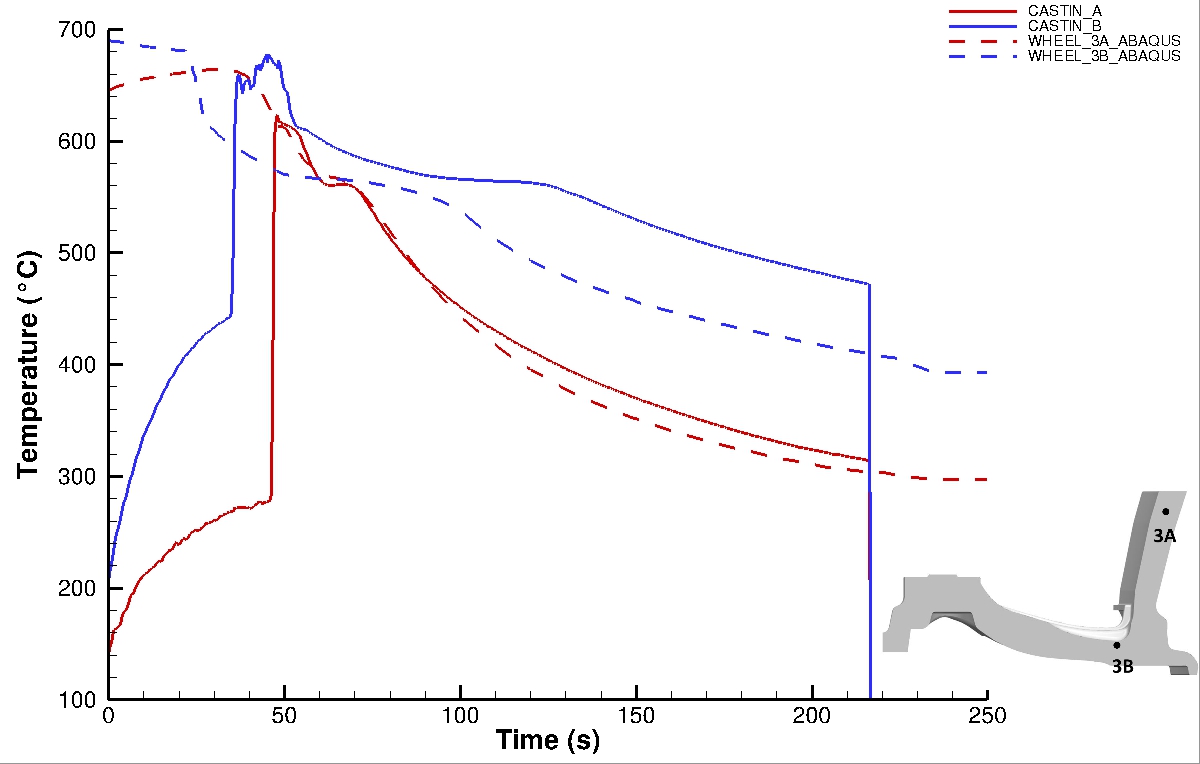 CASTIN_A
CASTIN_B
WHEEL_3A_ABAQUS
WHEEL_3B_ABAQUS
700
600
500
400
300
200
100
Temperature (°C)
0
50
100
150
200
250
Time (s)
3A
3B